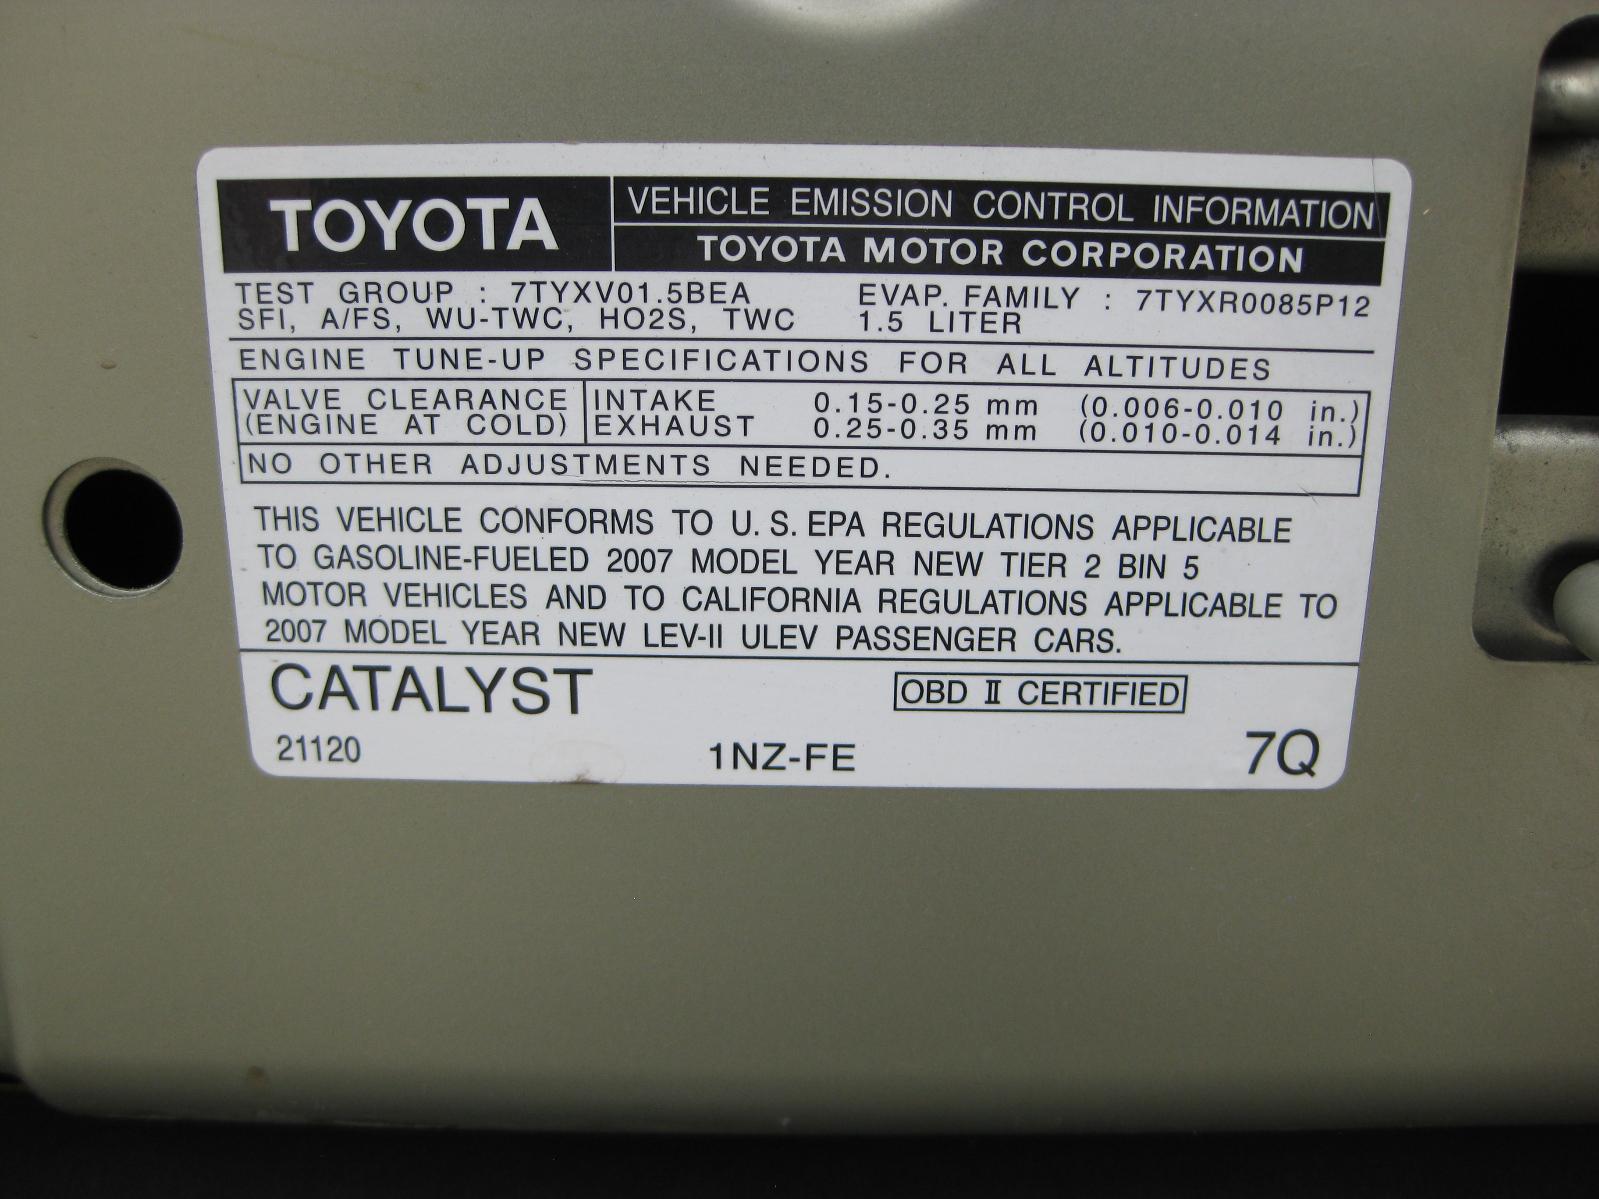 TOYOTA
VEHICLE EMISSION CONTROL INFORMATION
TOYOTA MOTOR CORPORATION
TEST GROUP : 7TYXV01.5BEA EVAP. FAMILY : 7TYXR0085P12
SFI, A/FS, WU-TWC, HO2S, TWC 1.5 LITER
ENGINE TUNE-UP SPECIFICATIONS FOR ALL ALTITUDES
VALVE CLEARANCE INTAKE 0.15-0.25 mm (0.006-0.010 in.)
(ENGINE AT COLD) EXHAUST 0.25-0.35 mm (0.010-0.014 in.)
NO OTHER ADJUSTMENTS NEEDED.
THIS VEHICLE CONFORMS TO U.S. EPA REGULATIONS APPLICABLE
TO GASOLINE-FUELED 2007 MODEL YEAR NEW TIER 2 BIN 5
MOTOR VEHICLES AND TO CALIFORNIA REGULATIONS APPLICABLE TO
2007 MODEL YEAR NEW LEV-II ULEV PASSENGER CARS.
CATALYST OBD II CERTIFIED
21120 1NZ-FE 7Q